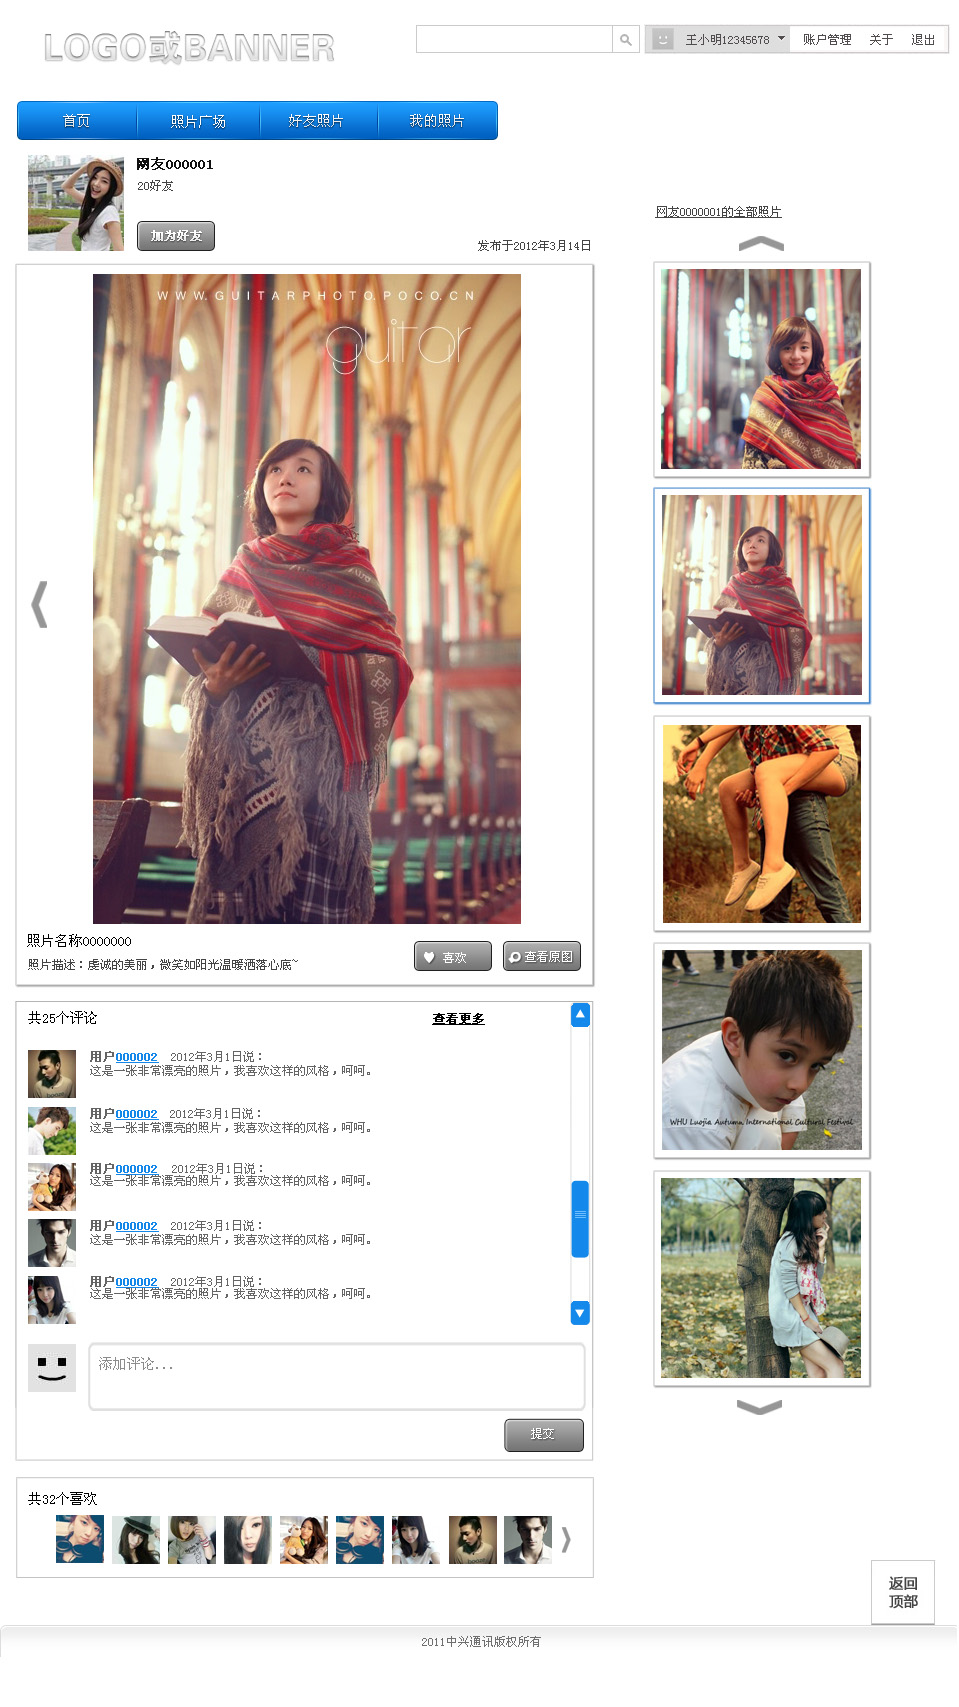 LOGO或BANNER
王小明12345678 账户管理 关于 退出
首页 照片广场 好友照片 我的照片
网友000001
20好友
加为好友
发布于2012年3月14日
网友0000001的全部照片
WWW.GUITARPHOTO.POCO.CN
guitar
照片名称0000000
照片描述：虔诚的美丽，微笑如阳光温暖洒落心底~
喜欢 查看原图
共25个评论 查看更多
用户000002 2012年3月1日说：
这是一张非常漂亮的照片，我喜欢这样的风格，呵呵。
用户000002 2012年3月1日说：
这是一张非常漂亮的照片，我喜欢这样的风格，呵呵。
用户000002 2012年3月1日说：
这是一张非常漂亮的照片，我喜欢这样的风格，呵呵。
用户000002 2012年3月1日说：
这是一张非常漂亮的照片，我喜欢这样的风格，呵呵。
用户000002 2012年3月1日说：
这是一张非常漂亮的照片，我喜欢这样的风格，呵呵。
添加评论...
提交
WHU Luojia Autumn International Cultural Festival
共32个喜欢
返回
顶部
2011中兴通讯版权所有